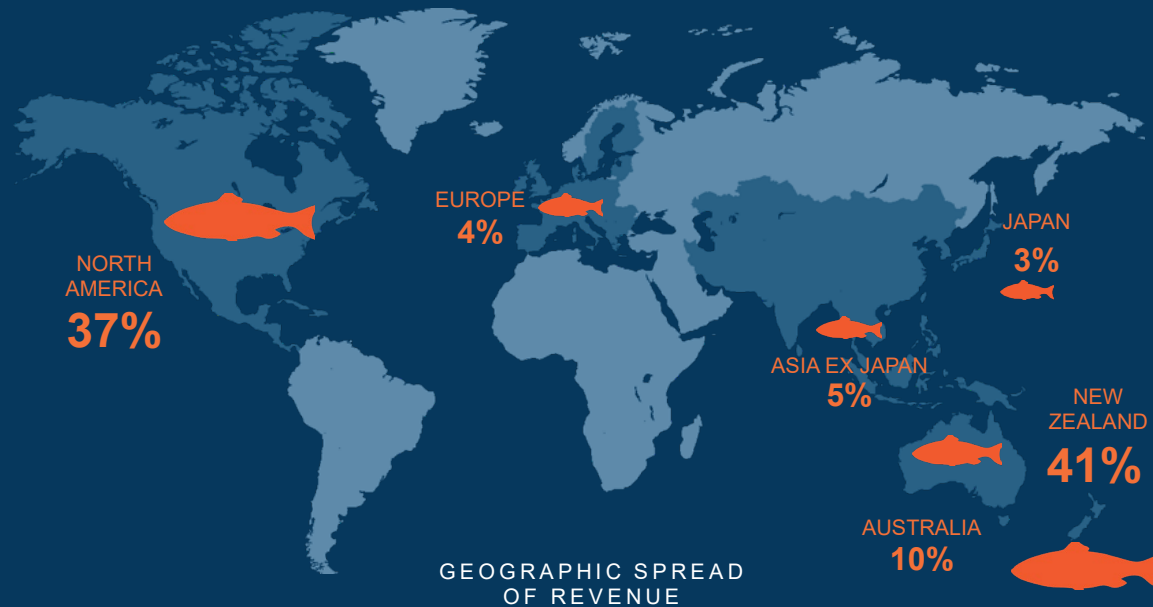 NORTH
AMERICA
37%
EUROPE
4%
JAPAN
3%
ASIA EX JAPAN
5%
NEW
ZEALAND
41%
AUSTRALIA
10%
GEOGRAPHIC SPREAD
OF REVENUE